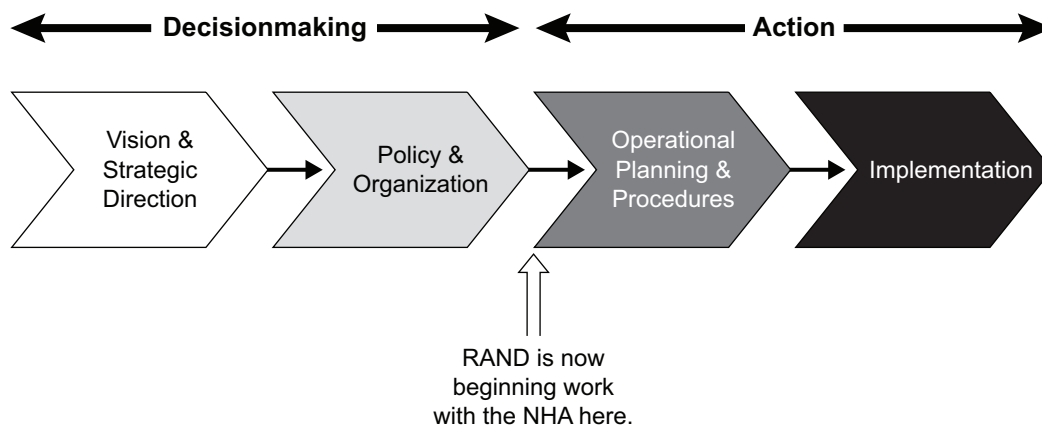 Decisionmaking
Action
Vision &
Strategic
Direction
Policy &
Organization
Operational
Planning &
Procedures
Implementation
RAND is now
beginning work
with the NHA here.